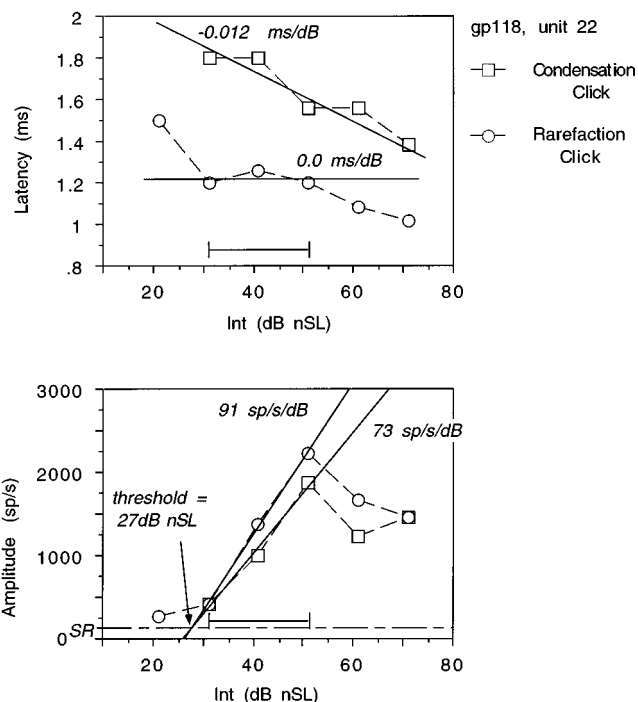 gp118, unit 22
Condensation
Click
Rarefaction
Click
Latency (ms)
2
1.8
1.6
1.4
1.2
1
.8
-0.012 ms/dB
0.0 ms/dB
20 40 60 80
Int (dB nSL)
Amplitude (sp/s)
3000
2000
1000
0
SR
91 sp/s/dB
73 sp/s/dB
threshold =
27dB nSL
20 40 60 80
Int (dB nSL)